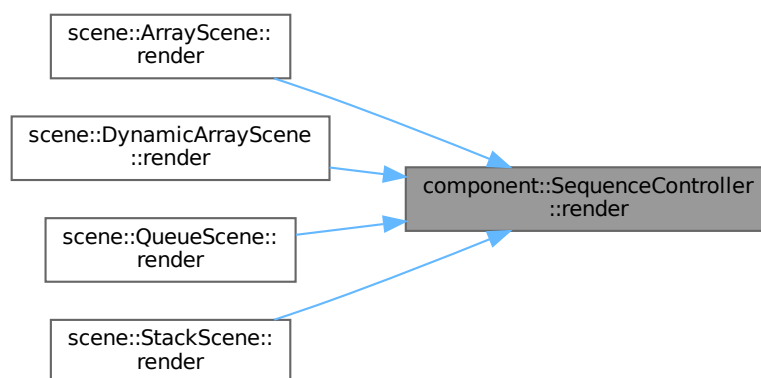 scene::ArrayScene::
render
scene::DynamicArrayScene
::render
component::SequenceController
::render
scene::QueueScene::
render
scene::StackScene::
render